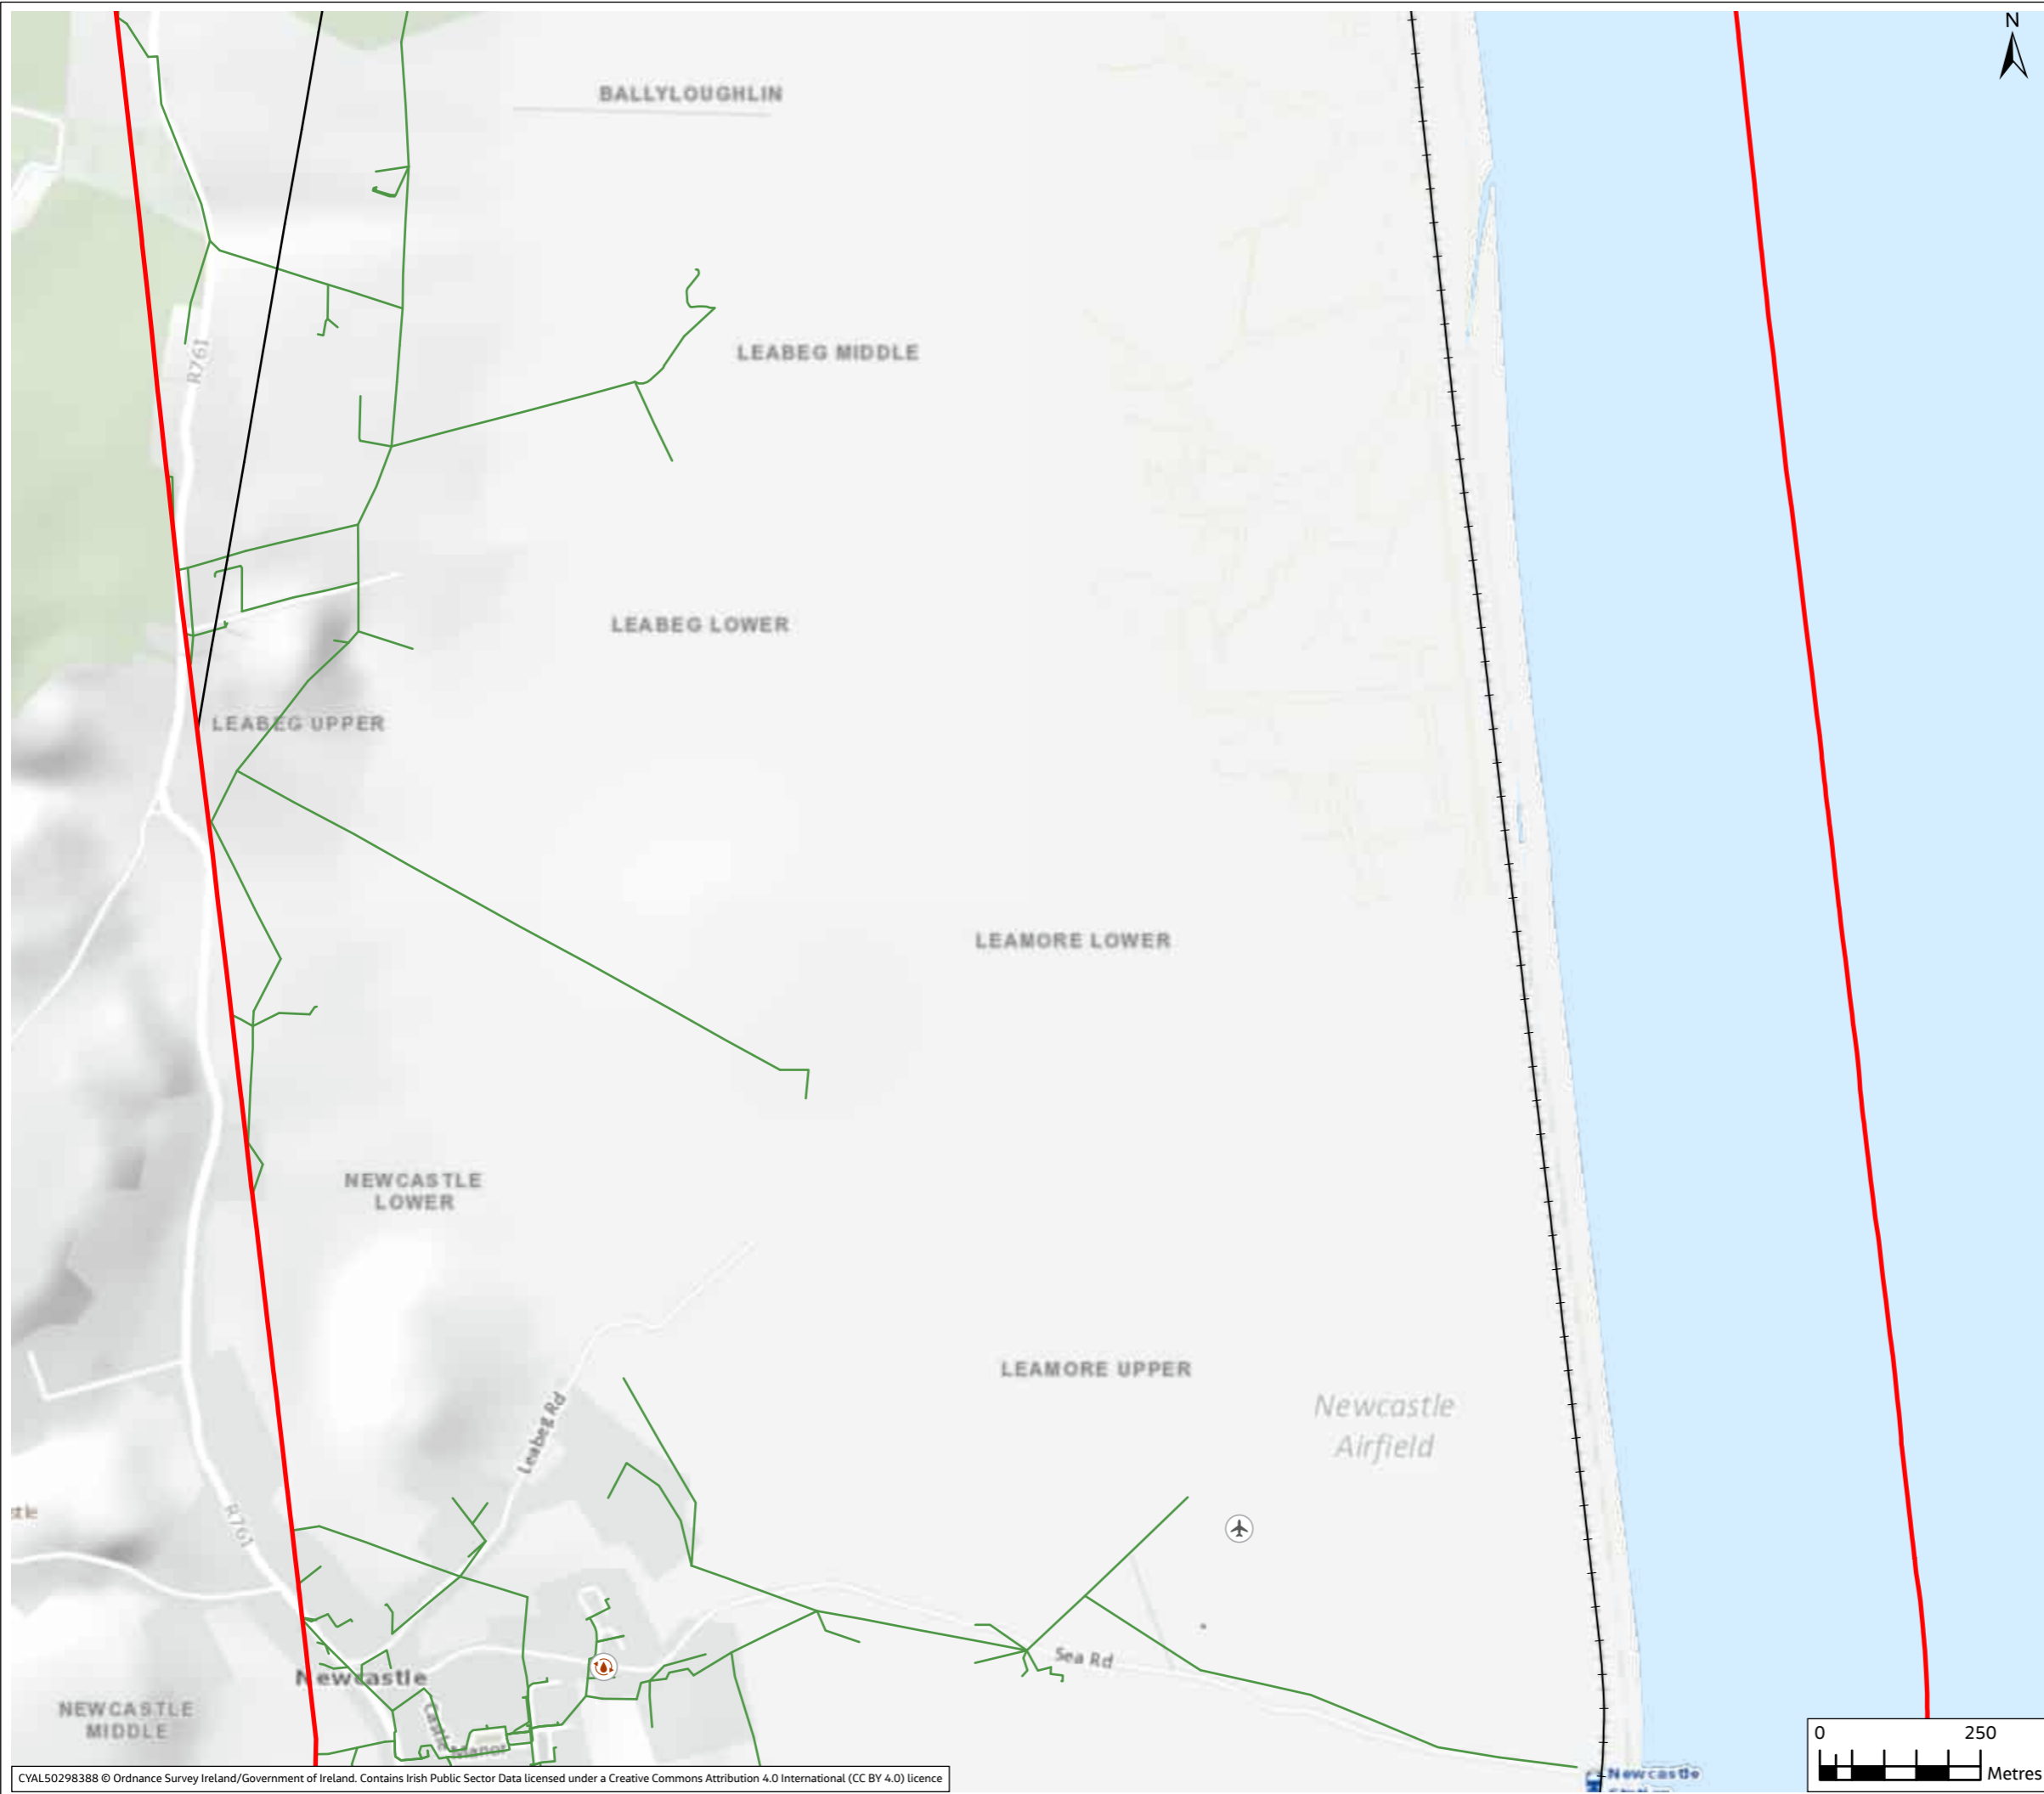 N
BALLYLOUGHLIN
R761
LEABEG MIDDLE
LEABEG LOWER
LEABEG UPPER
LEAMORE LOWER
NEWCASTLE
LOWER
LEAMORE UPPER
Newcastle
Airfield
Leabeg Rd
R761
Sea Rd
Newcastle
NEWCASTLE
MIDDLE
Castle Manor
0 250
Metres
Newcastle
CYAL50298388 © Ordnance Survey Ireland/Government of Ireland. Contains Irish Public Sector Data licensed under a Creative Commons Attribution 4.0 International (CC BY 4.0) licence